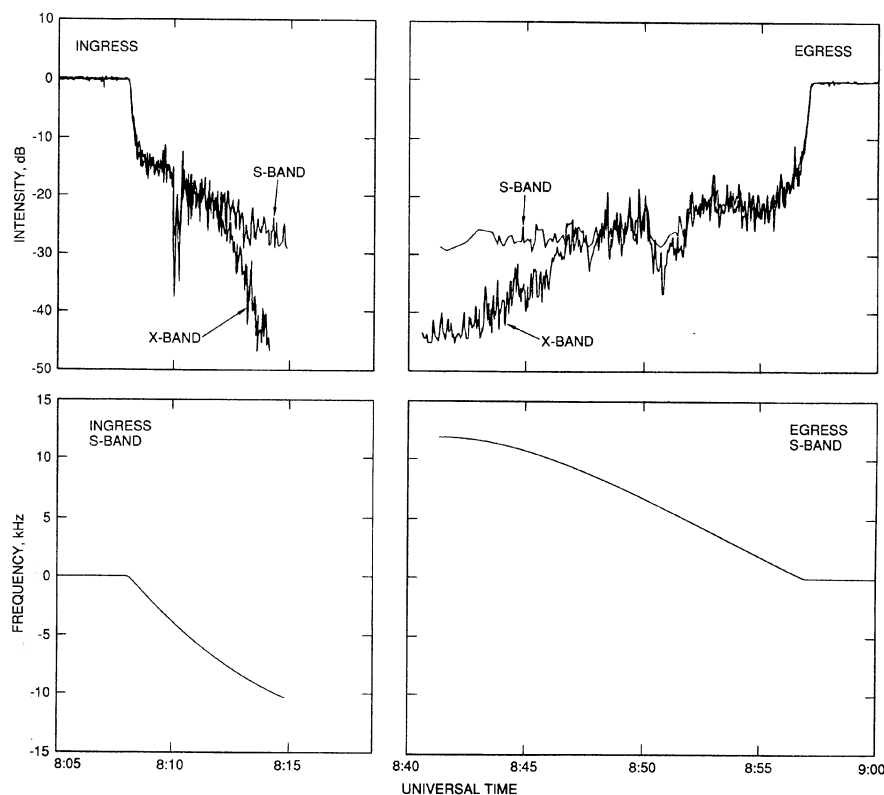 INGRESS
EGRESS
10
0
-10
-20
-30
-40
-50
INTENSITY, dB
S-BAND
X-BAND
S-BAND
X-BAND
15
10
5
0
-5
-10
-15
FREQUENCY, kHz
INGRESS
S-BAND
EGRESS
S-BAND
8:05 8:10 8:15 8:40 8:45 8:50 8:55 9:00
UNIVERSAL TIME